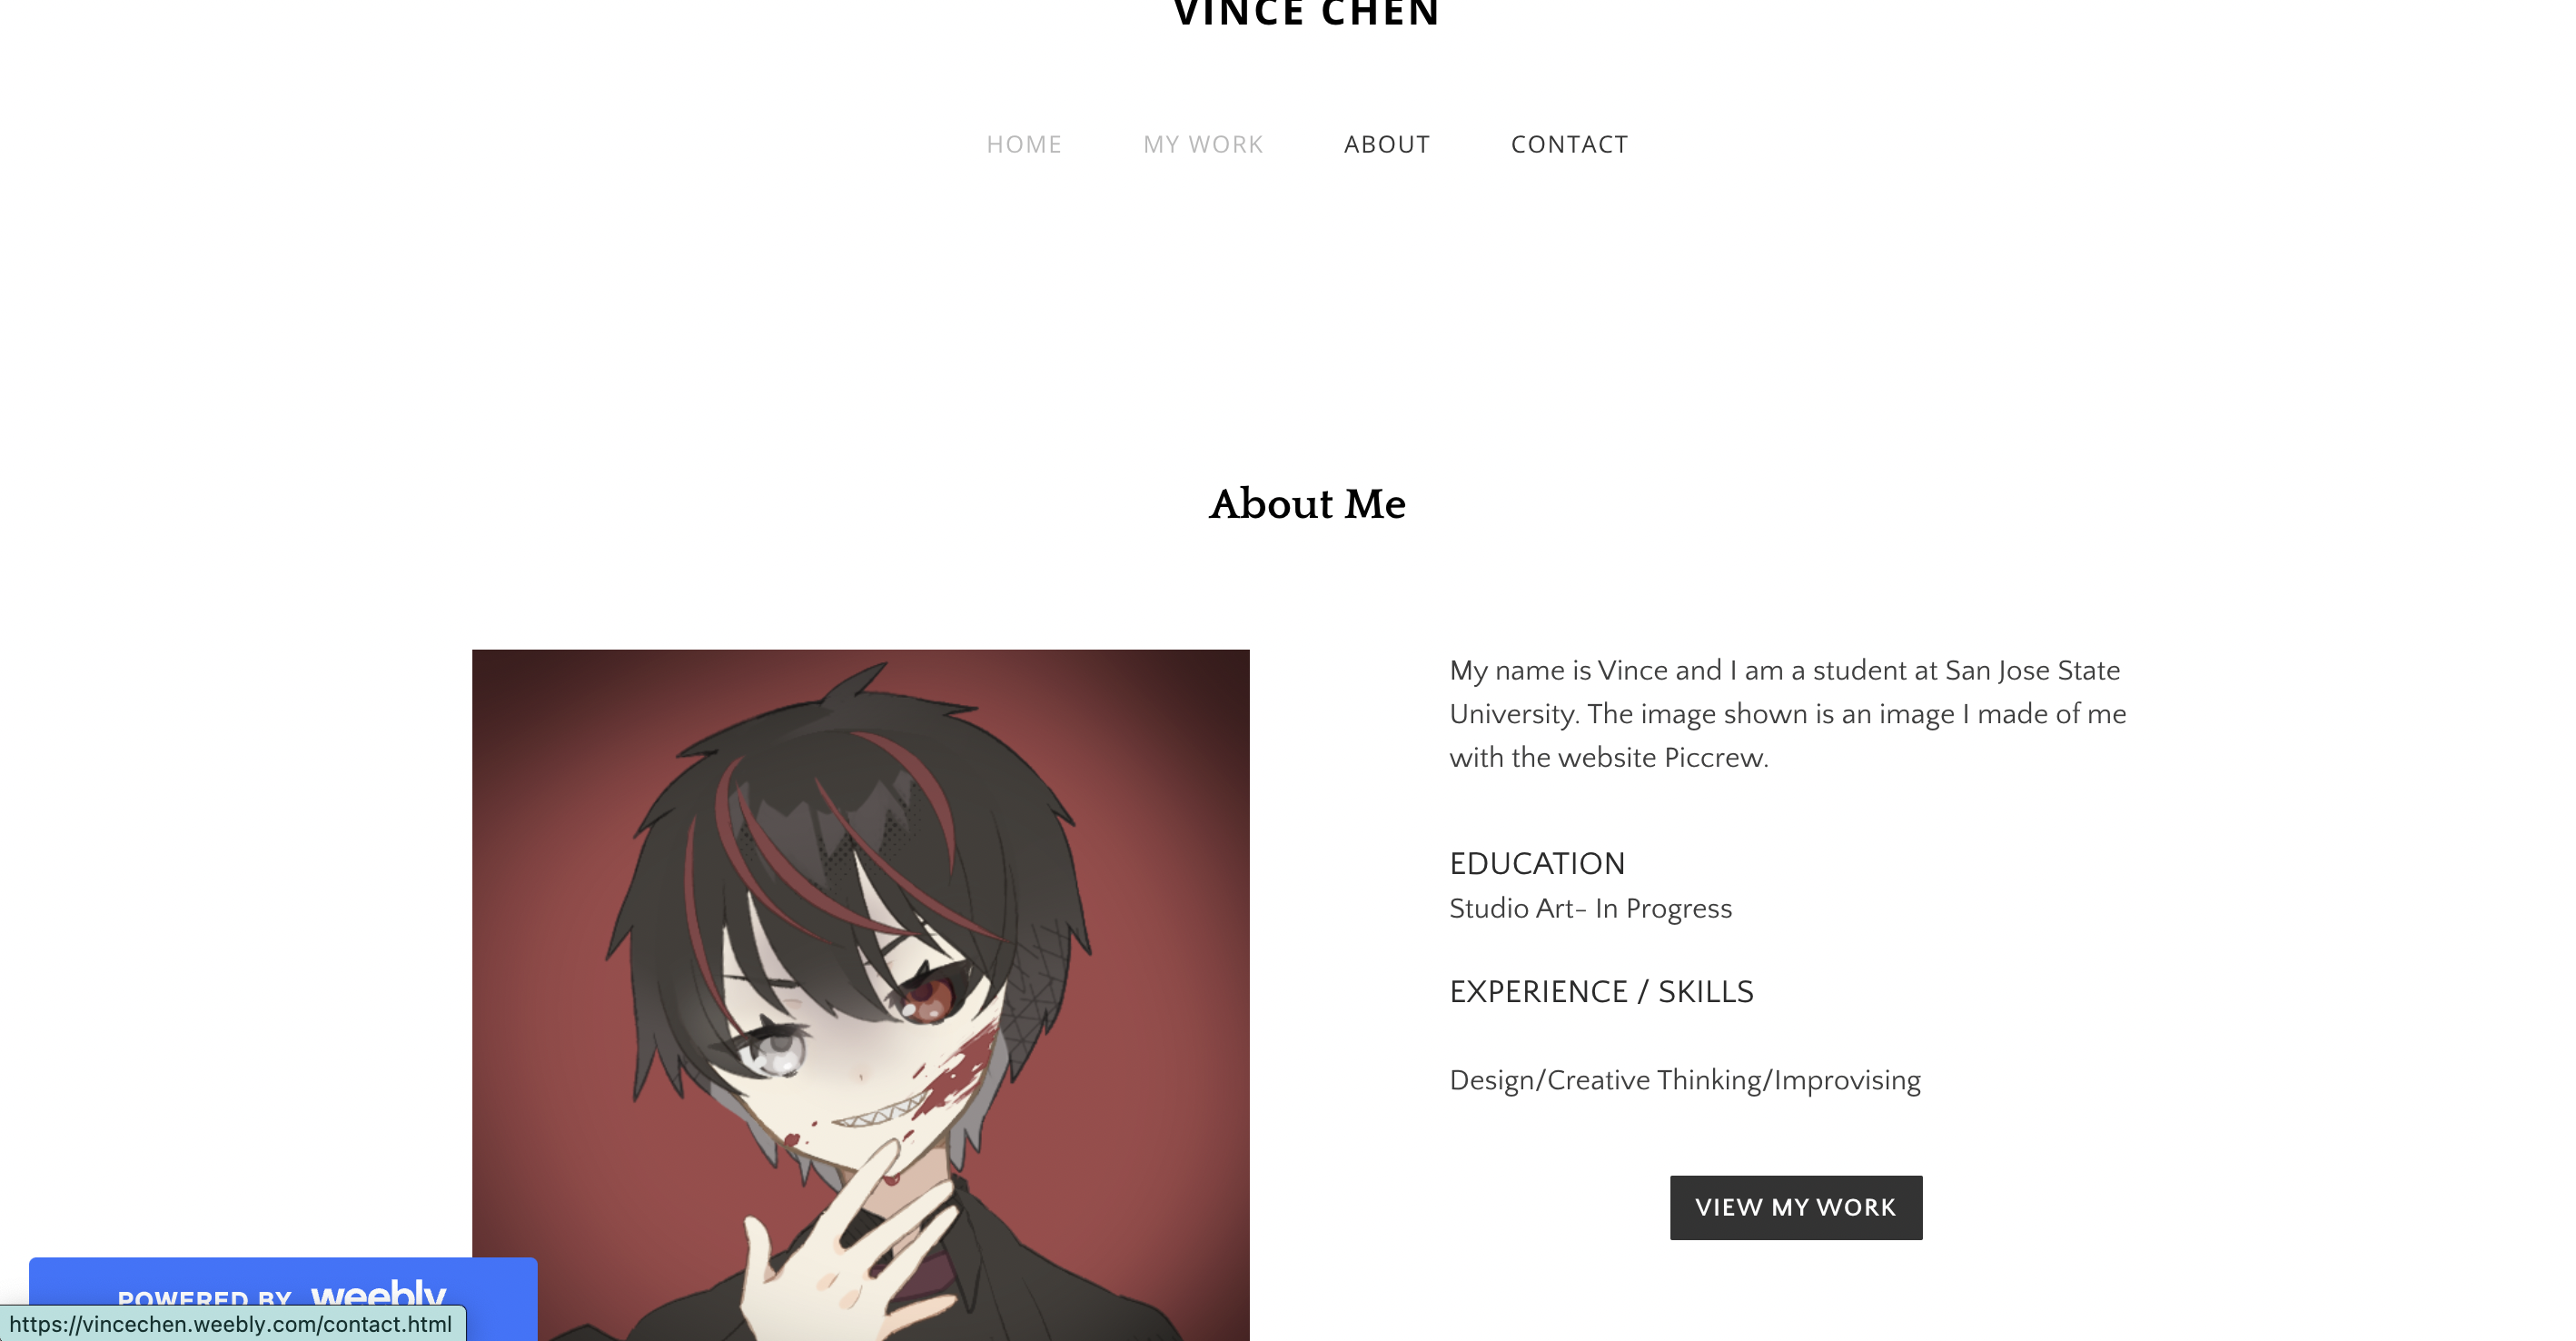 VINCE CHEN
HOME MY WORK ABOUT CONTACT
About Me
My name is Vince and I am a student at San Jose State
University. The image shown is an image I made of me
with the website Piccrew.
EDUCATION
Studio Art- In Progress
EXPERIENCE / SKILLS
Design/Creative Thinking/Improvising
VIEW MY WORK
POWERED BY weebly
https://vincechen.weebly.com/contact.html